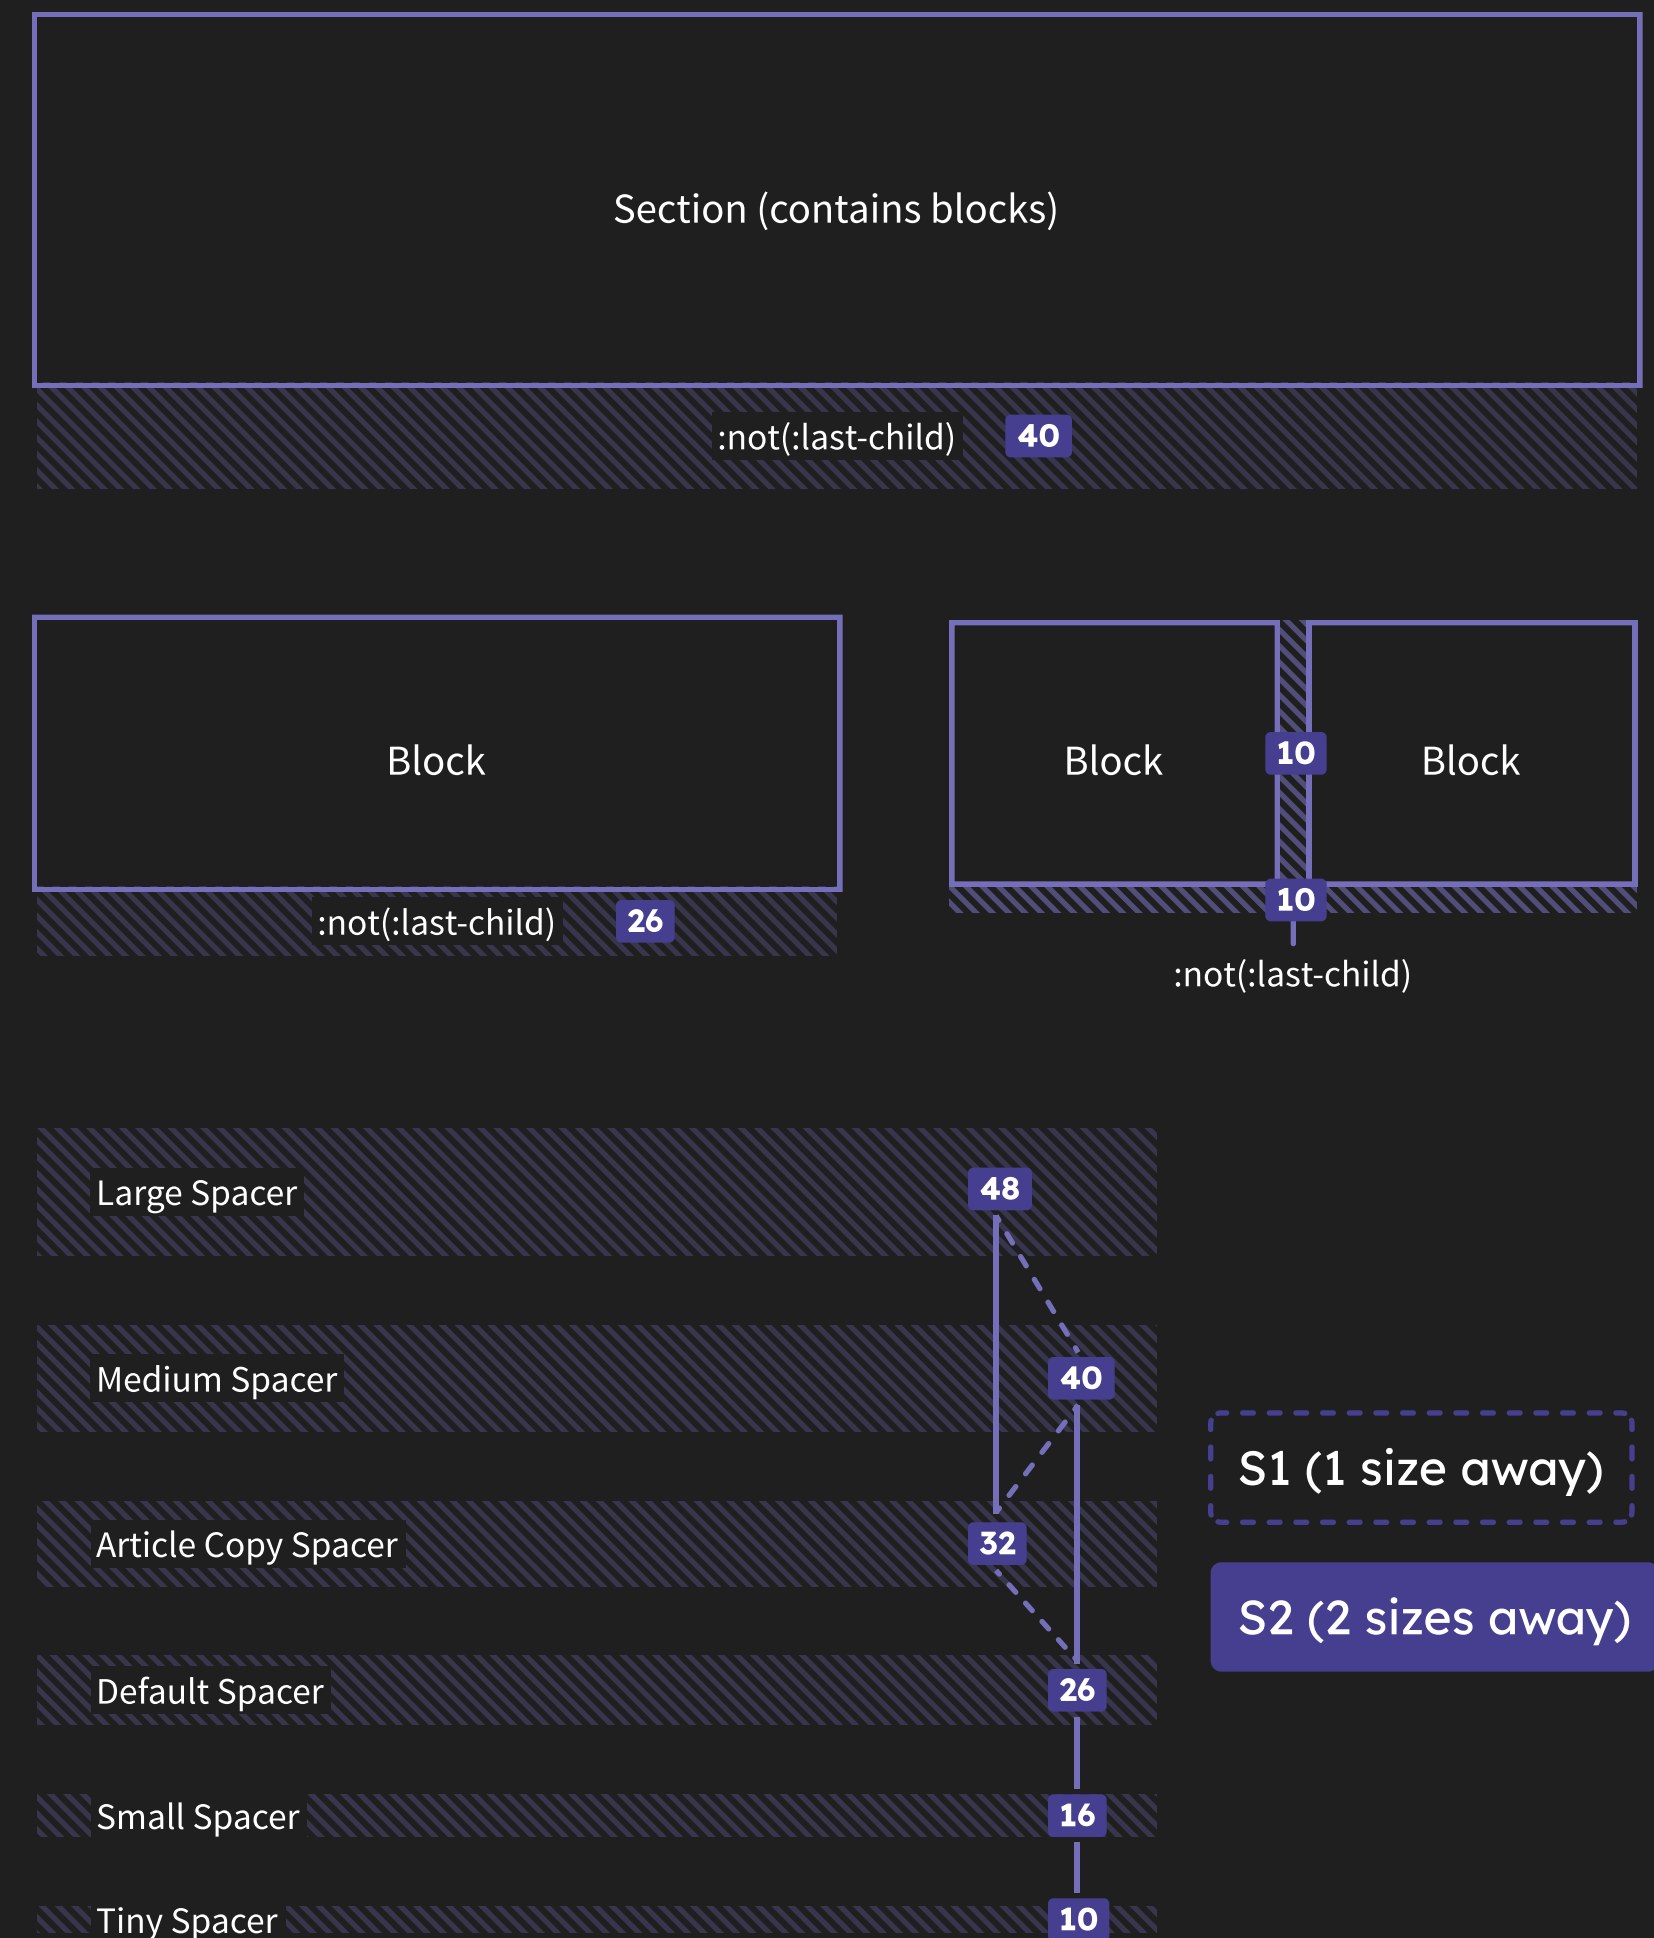 Section (contains blocks)
:not(:last-child) 40
Block
:not(:last-child) 26
Block 10 Block
10
:not(:last-child)
Large Spacer 48
Medium Spacer 40
Article Copy Spacer 32
Default Spacer 26
Small Spacer 16
Tiny Spacer 10
S1 (1 size away)
S2 (2 sizes away)